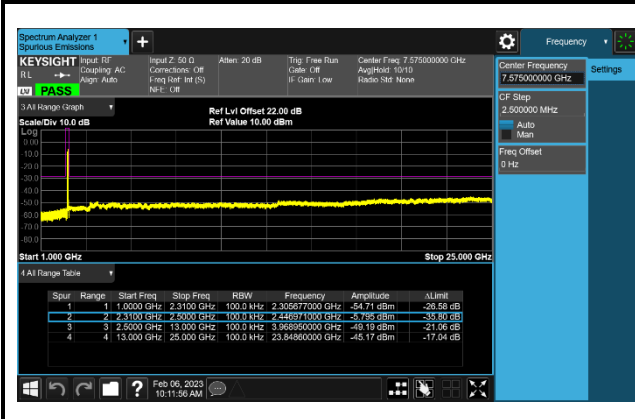 Spectrum Analyzer 1
Spurious Emissions
Frequency
KEYSIGHT
R L
LV PASS
Input: RF
Coupling: AC
Align: Auto
Input Z: 50 Ω
Corrections: Off
Freq Ref: Int (S)
NFE: Off
Atten: 20 dB
Trig: Free Run
Gate: Off
IF Gain: Low
Center Freq: 7.575000000 GHz
Avg|Hold: 10/10
Radio Std: None
Center Frequency
7.575000000 GHz
Settings
CF Step
2.500000 MHz
Auto
Man
Freq Offset
0 Hz
3 All Range Graph
Scale/Div 10.0 dB
Ref Lvl Offset 22.00 dB
Ref Value 10.00 dBm
Log
0.00
-10.0
-20.0
-30.0
-40.0
-50.0
-60.0
-70.0
-80.0
Start 1.000 GHz
Stop 25.000 GHz
4 All Range Table
Spur Range Start Freq Stop Freq RBW Frequency Amplitude ΔLimit
1 1 1.0000 GHz 2.3100 GHz 100.0 kHz 2.305677000 GHz -54.71 dBm -26.58 dB
2 2 2.3100 GHz 2.5000 GHz 100.0 kHz 2.446971000 GHz -5.795 dBm -35.80 dB
3 3 2.5000 GHz 13.000 GHz 100.0 kHz 3.968950000 GHz -49.19 dBm -21.06 dB
4 4 13.000 GHz 25.000 GHz 100.0 kHz 23.84860000 GHz -45.17 dBm -17.04 dB
?
Feb 06, 2023
10:11:56 AM